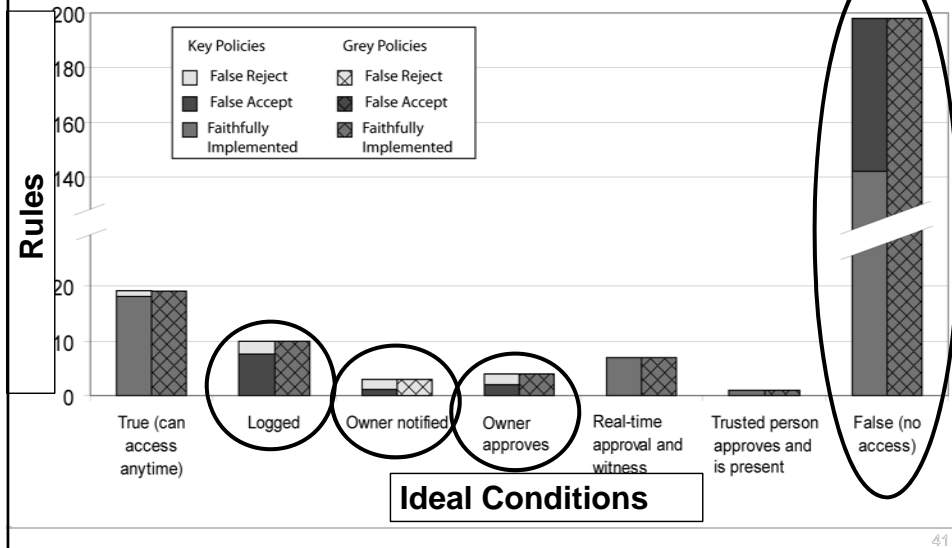 200
180
160
140
20
10
0
Rules
Key Policies
False Reject
False Accept
Faithfully
Implemented
Grey Policies
False Reject
False Accept
Faithfully
Implemented
True (can
access
anytime)
Logged
Owner notified
Owner
approves
Real-time
approval and
witness
Trusted person
approves and
is present
False (no
access)
Ideal Conditions
41